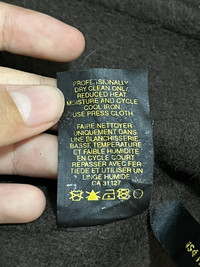 PROFESSIONALLY
DRY CLEAN ONLY
REDUCED HEAT,
MOISTURE AND CYCLE
COOL IRON.
USE PRESS CLOTH.
FAIRE NETTOYER
UNIQUEMENT DANS
UNE BLANCHISSERIE.
BASSE TEMPERATURE
ET FAIBLE HUMIDITE
EN CYCLE COURT
REPASSER AVEC FER
TIEDE ET UTILISER UN
LINGE HUMIDE
CA 31127